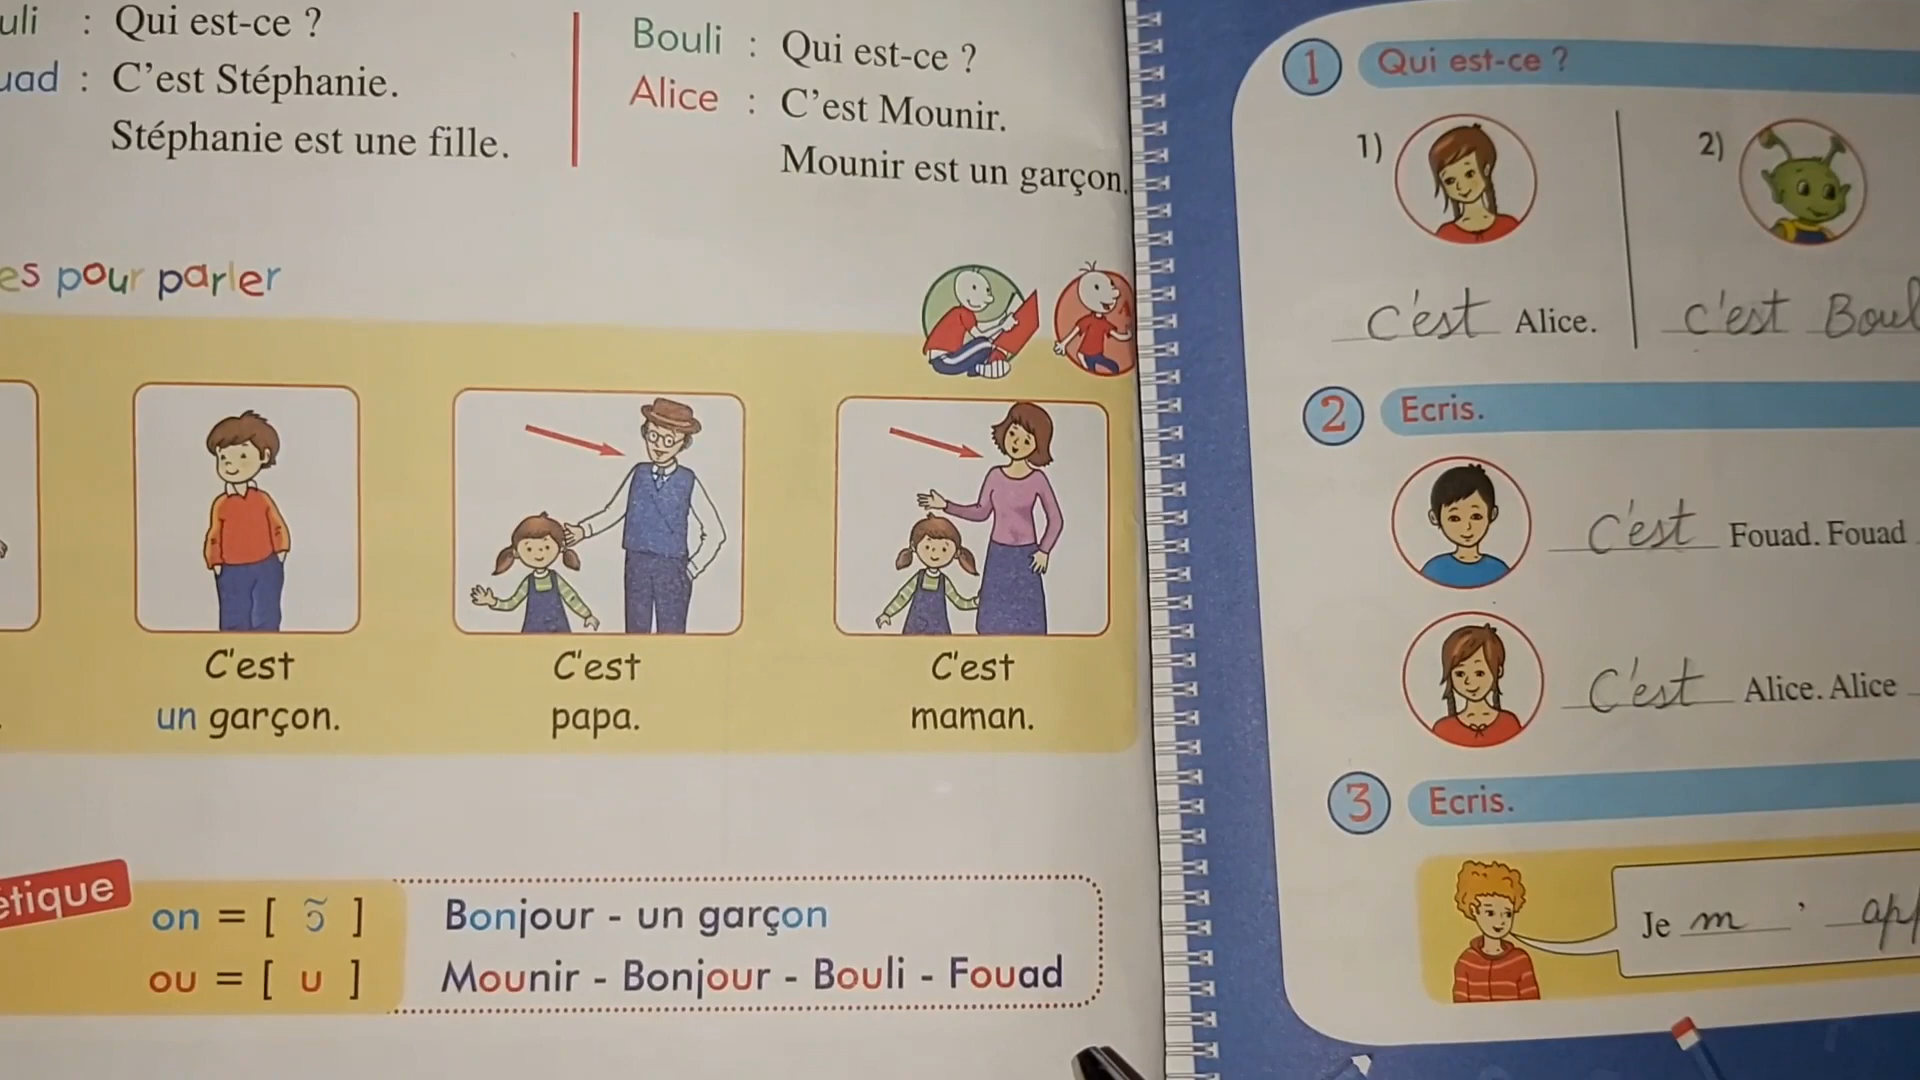 : Qui est-ce ?
: C'est Stéphanie.
Stéphanie est une fille.
Bouli : Qui est-ce ?
Alice : C'est Mounir.
Mounir est un garçon.
pour parler
C'est
un garçon.
C'est
papa.
C'est
maman.
on = [ ɔ̃ ]
Bonjour - un garçon
ou = [ u ]
Mounir - Bonjour - Bouli - Fouad
1 Qui est-ce ?
1)
2)
C'est Alice.
C'est
2 Ecris.
C'est Fouad. Fouad
C'est Alice. Alice
3 Ecris.
Je m '